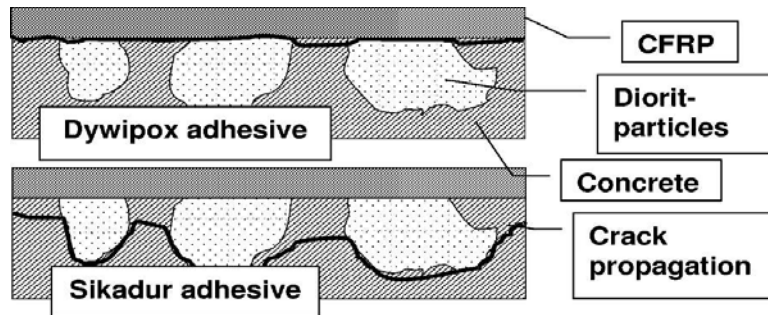 CFRP
Diorit-
particles
Dywipox adhesive
Concrete
Crack
propagation
Sikadur adhesive